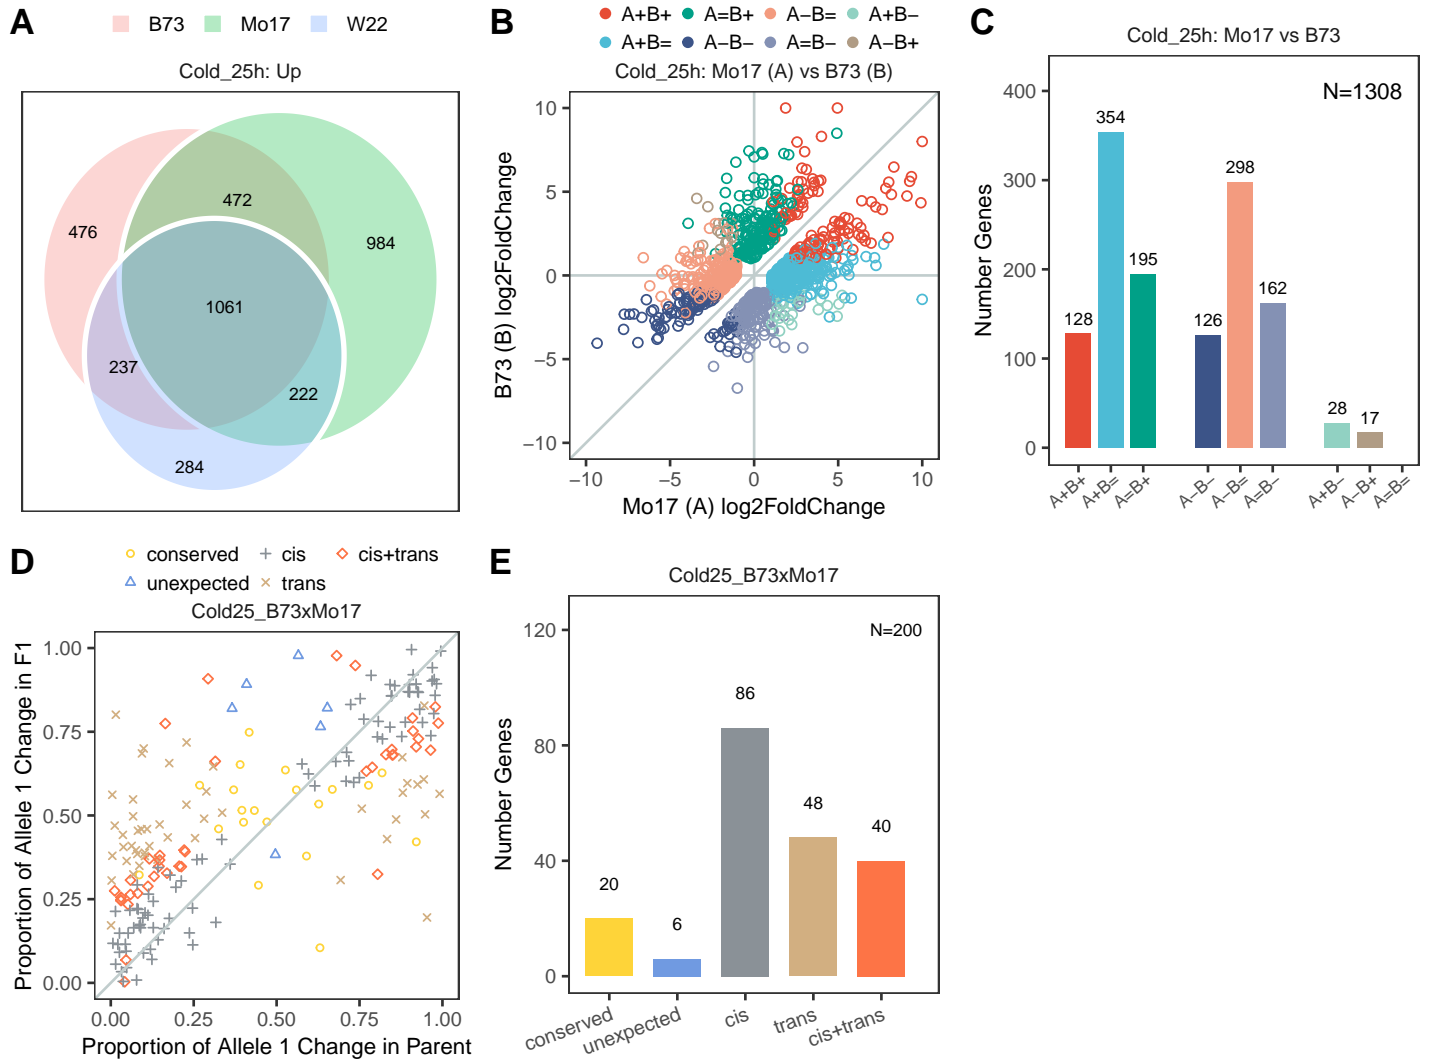 A
B73 Mo17 W22
Cold_25h: Up
476
472
984
1061
237
222
284
B
A+B+ A=B+ A−B= A+B−
A+B= A−B− A=B− A−B+
Cold_25h: Mo17 (A) vs B73 (B)
B73 (B) log2FoldChange
10
5
0
−5
−10
−10 −5 0 5 10
Mo17 (A) log2FoldChange
C
Cold_25h: Mo17 vs B73
N=1308
Number Genes
400
300
200
100
0
128 354 195 126 298 162 28 17
A+B+ A+B= A=B+ A−B− A−B= A=B− A+B− A−B+ A=B=
D
conserved cis cis+trans
unexpected trans
Cold25_B73xMo17
Proportion of Allele 1 Change in F1
1.00
0.75
0.50
0.25
0.00
0.00 0.25 0.50 0.75 1.00
Proportion of Allele 1 Change in Parent
E
Cold25_B73xMo17
N=200
Number Genes
120
80
40
0
20 6 86 48 40
conserved unexpected cis trans cis+trans